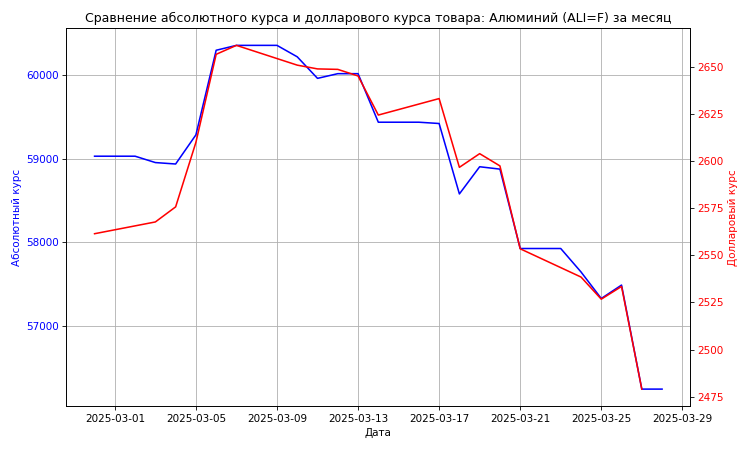 Сравнение абсолютного курса и долларового курса товара: Алюминий (ALI=F) за месяц
60000
59000
58000
57000
Абсолютный курс
2650
2625
2600
2575
2550
2525
2500
2475
Долларовый курс
2025-03-01 2025-03-05 2025-03-09 2025-03-13 2025-03-17 2025-03-21 2025-03-25 2025-03-29
Дата